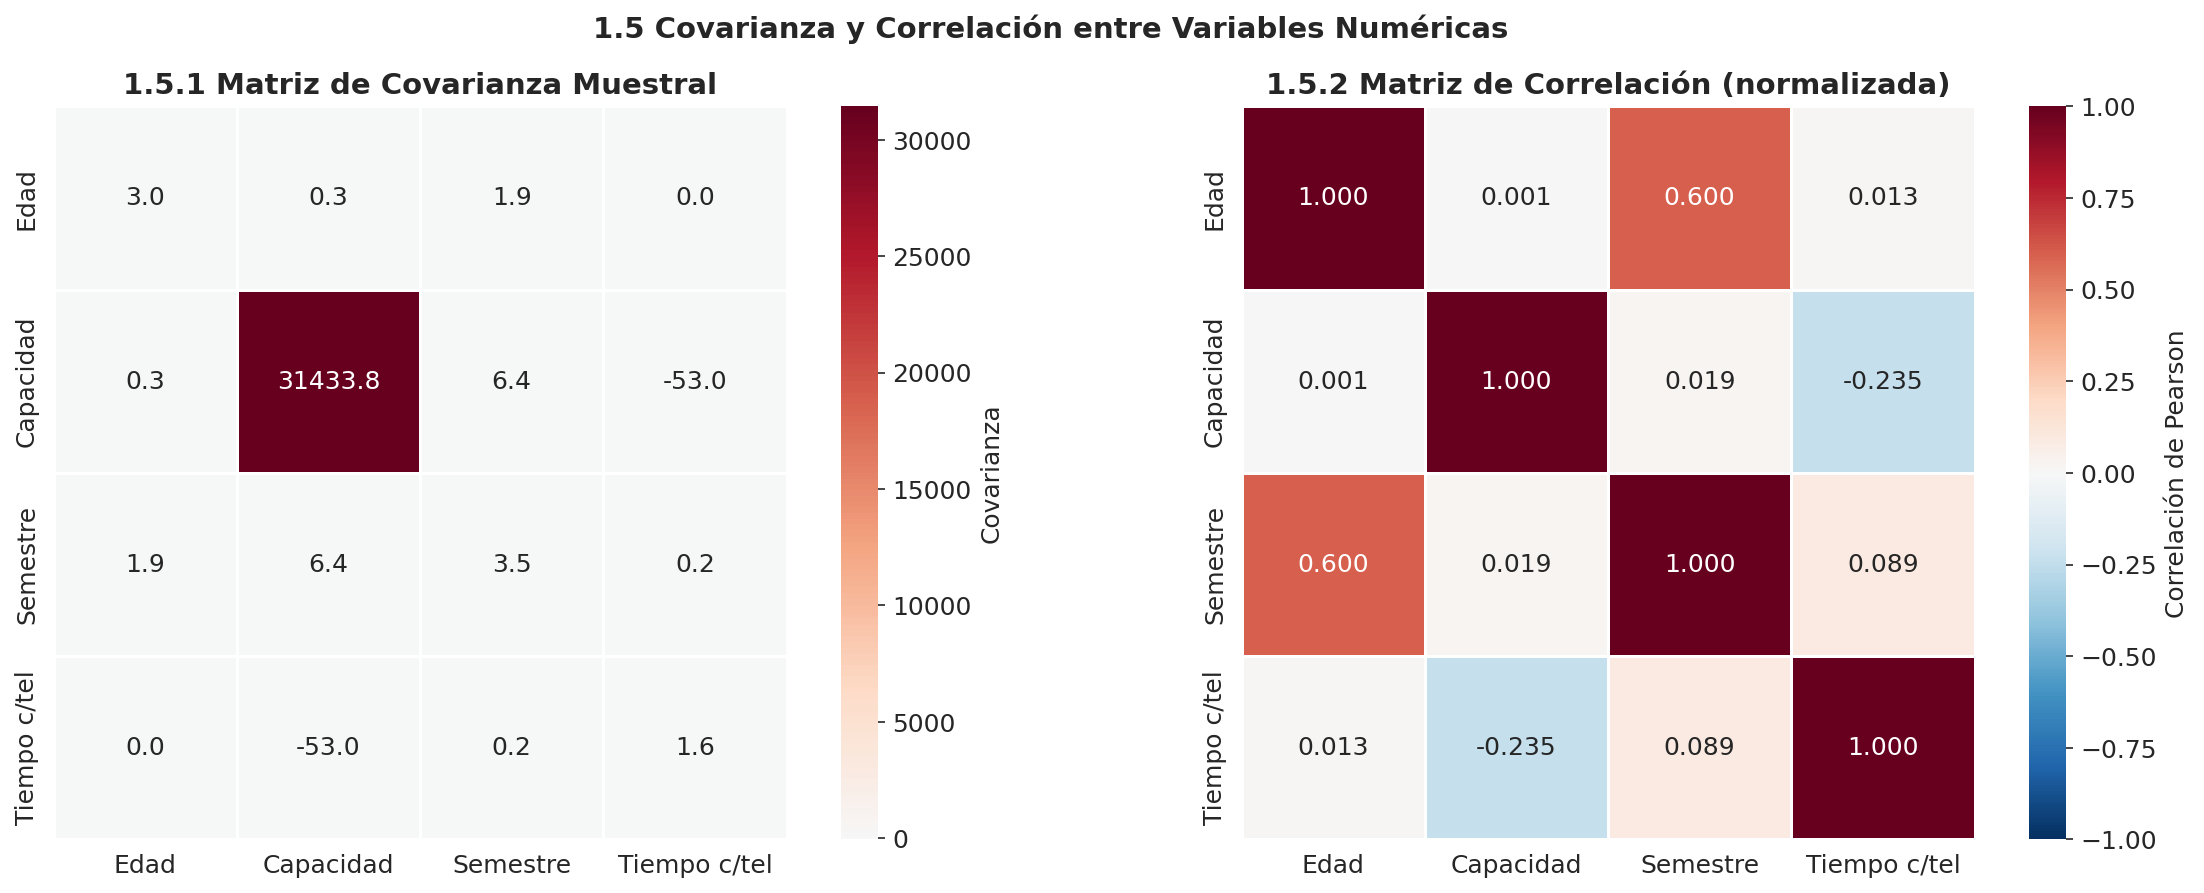 1.5 Covarianza y Correlación entre Variables Numéricas
1.5.1 Matriz de Covarianza Muestral
Edad
3.0 0.3 1.9 0.0
Capacidad
0.3 31433.8 6.4 -53.0
Semestre
1.9 6.4 3.5 0.2
Tiempo c/tel
0.0 -53.0 0.2 1.6
Edad Capacidad Semestre Tiempo c/tel
30000
25000
20000
15000
10000
5000
0
Covarianza
1.5.2 Matriz de Correlación (normalizada)
Edad
1.000 0.001 0.600 0.013
Capacidad
0.001 1.000 0.019 -0.235
Semestre
0.600 0.019 1.000 0.089
Tiempo c/tel
0.013 -0.235 0.089 1.000
Edad Capacidad Semestre Tiempo c/tel
1.00
0.75
0.50
0.25
0.00
−0.25
−0.50
−0.75
−1.00
Correlación de Pearson